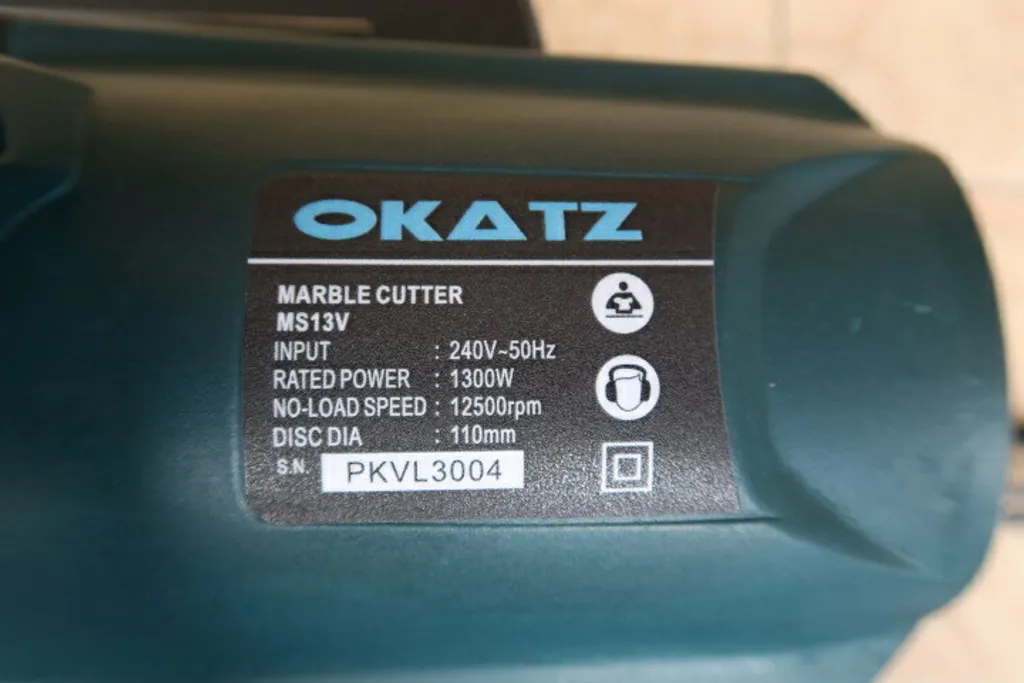 OKATZ
MARBLE CUTTER
MS13V
INPUT : 240V~50Hz
RATED POWER : 1300W
NO-LOAD SPEED : 12500rpm
DISC DIA : 110mm
S.N. PKVL3004